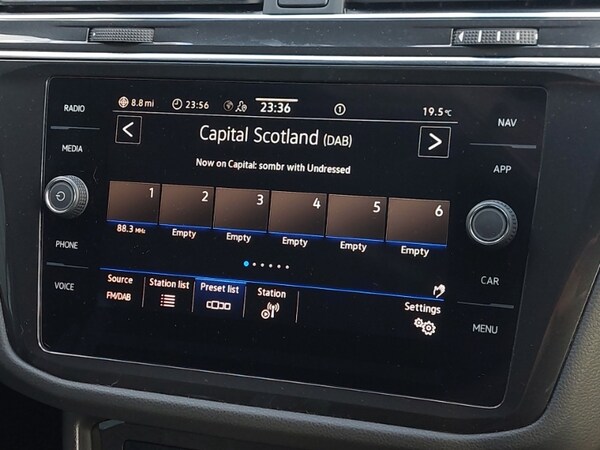 RADIO
MEDIA
PHONE
VOICE
8.8 mi 23:56 23:36 19.5°C
Capital Scotland (DAB)
Now on Capital: sombr with Undressed
1 2 3 4 5 6
88.3 MHz Empty Empty Empty Empty Empty
Source Station list Preset list Station Settings
FM/DAB
NAV
APP
CAR
MENU